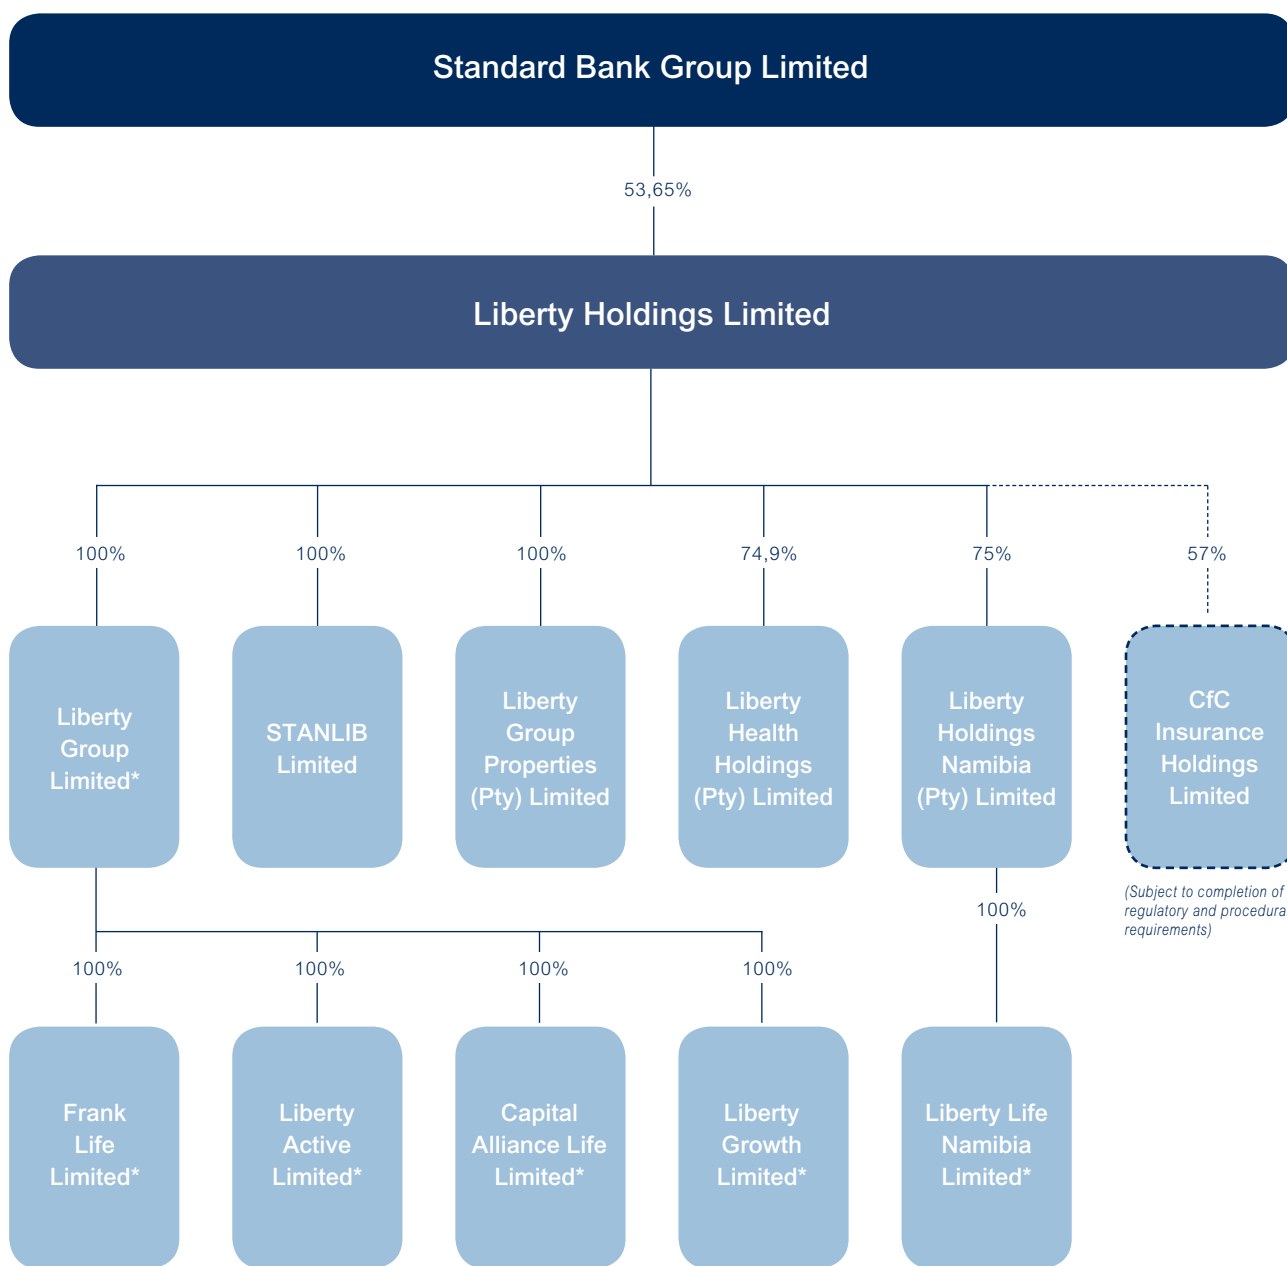 Standard Bank Group Limited
53,65%
Liberty Holdings Limited
100%
100%
100%
74,9%
75%
57%
Liberty
Group
Limited*
STANLIB
Limited
Liberty
Group
Properties
(Pty) Limited
Liberty
Health
Holdings
(Pty) Limited
Liberty
Holdings
Namibia
(Pty) Limited
CfC
Insurance
Holdings
Limited
(Subject to completion of
regulatory and procedura
requirements)
100%
100%
100%
100%
100%
Frank
Life
Limited*
Liberty
Active
Limited*
Capital
Alliance Life
Limited*
Liberty
Growth
Limited*
Liberty Life
Namibia
Limited*